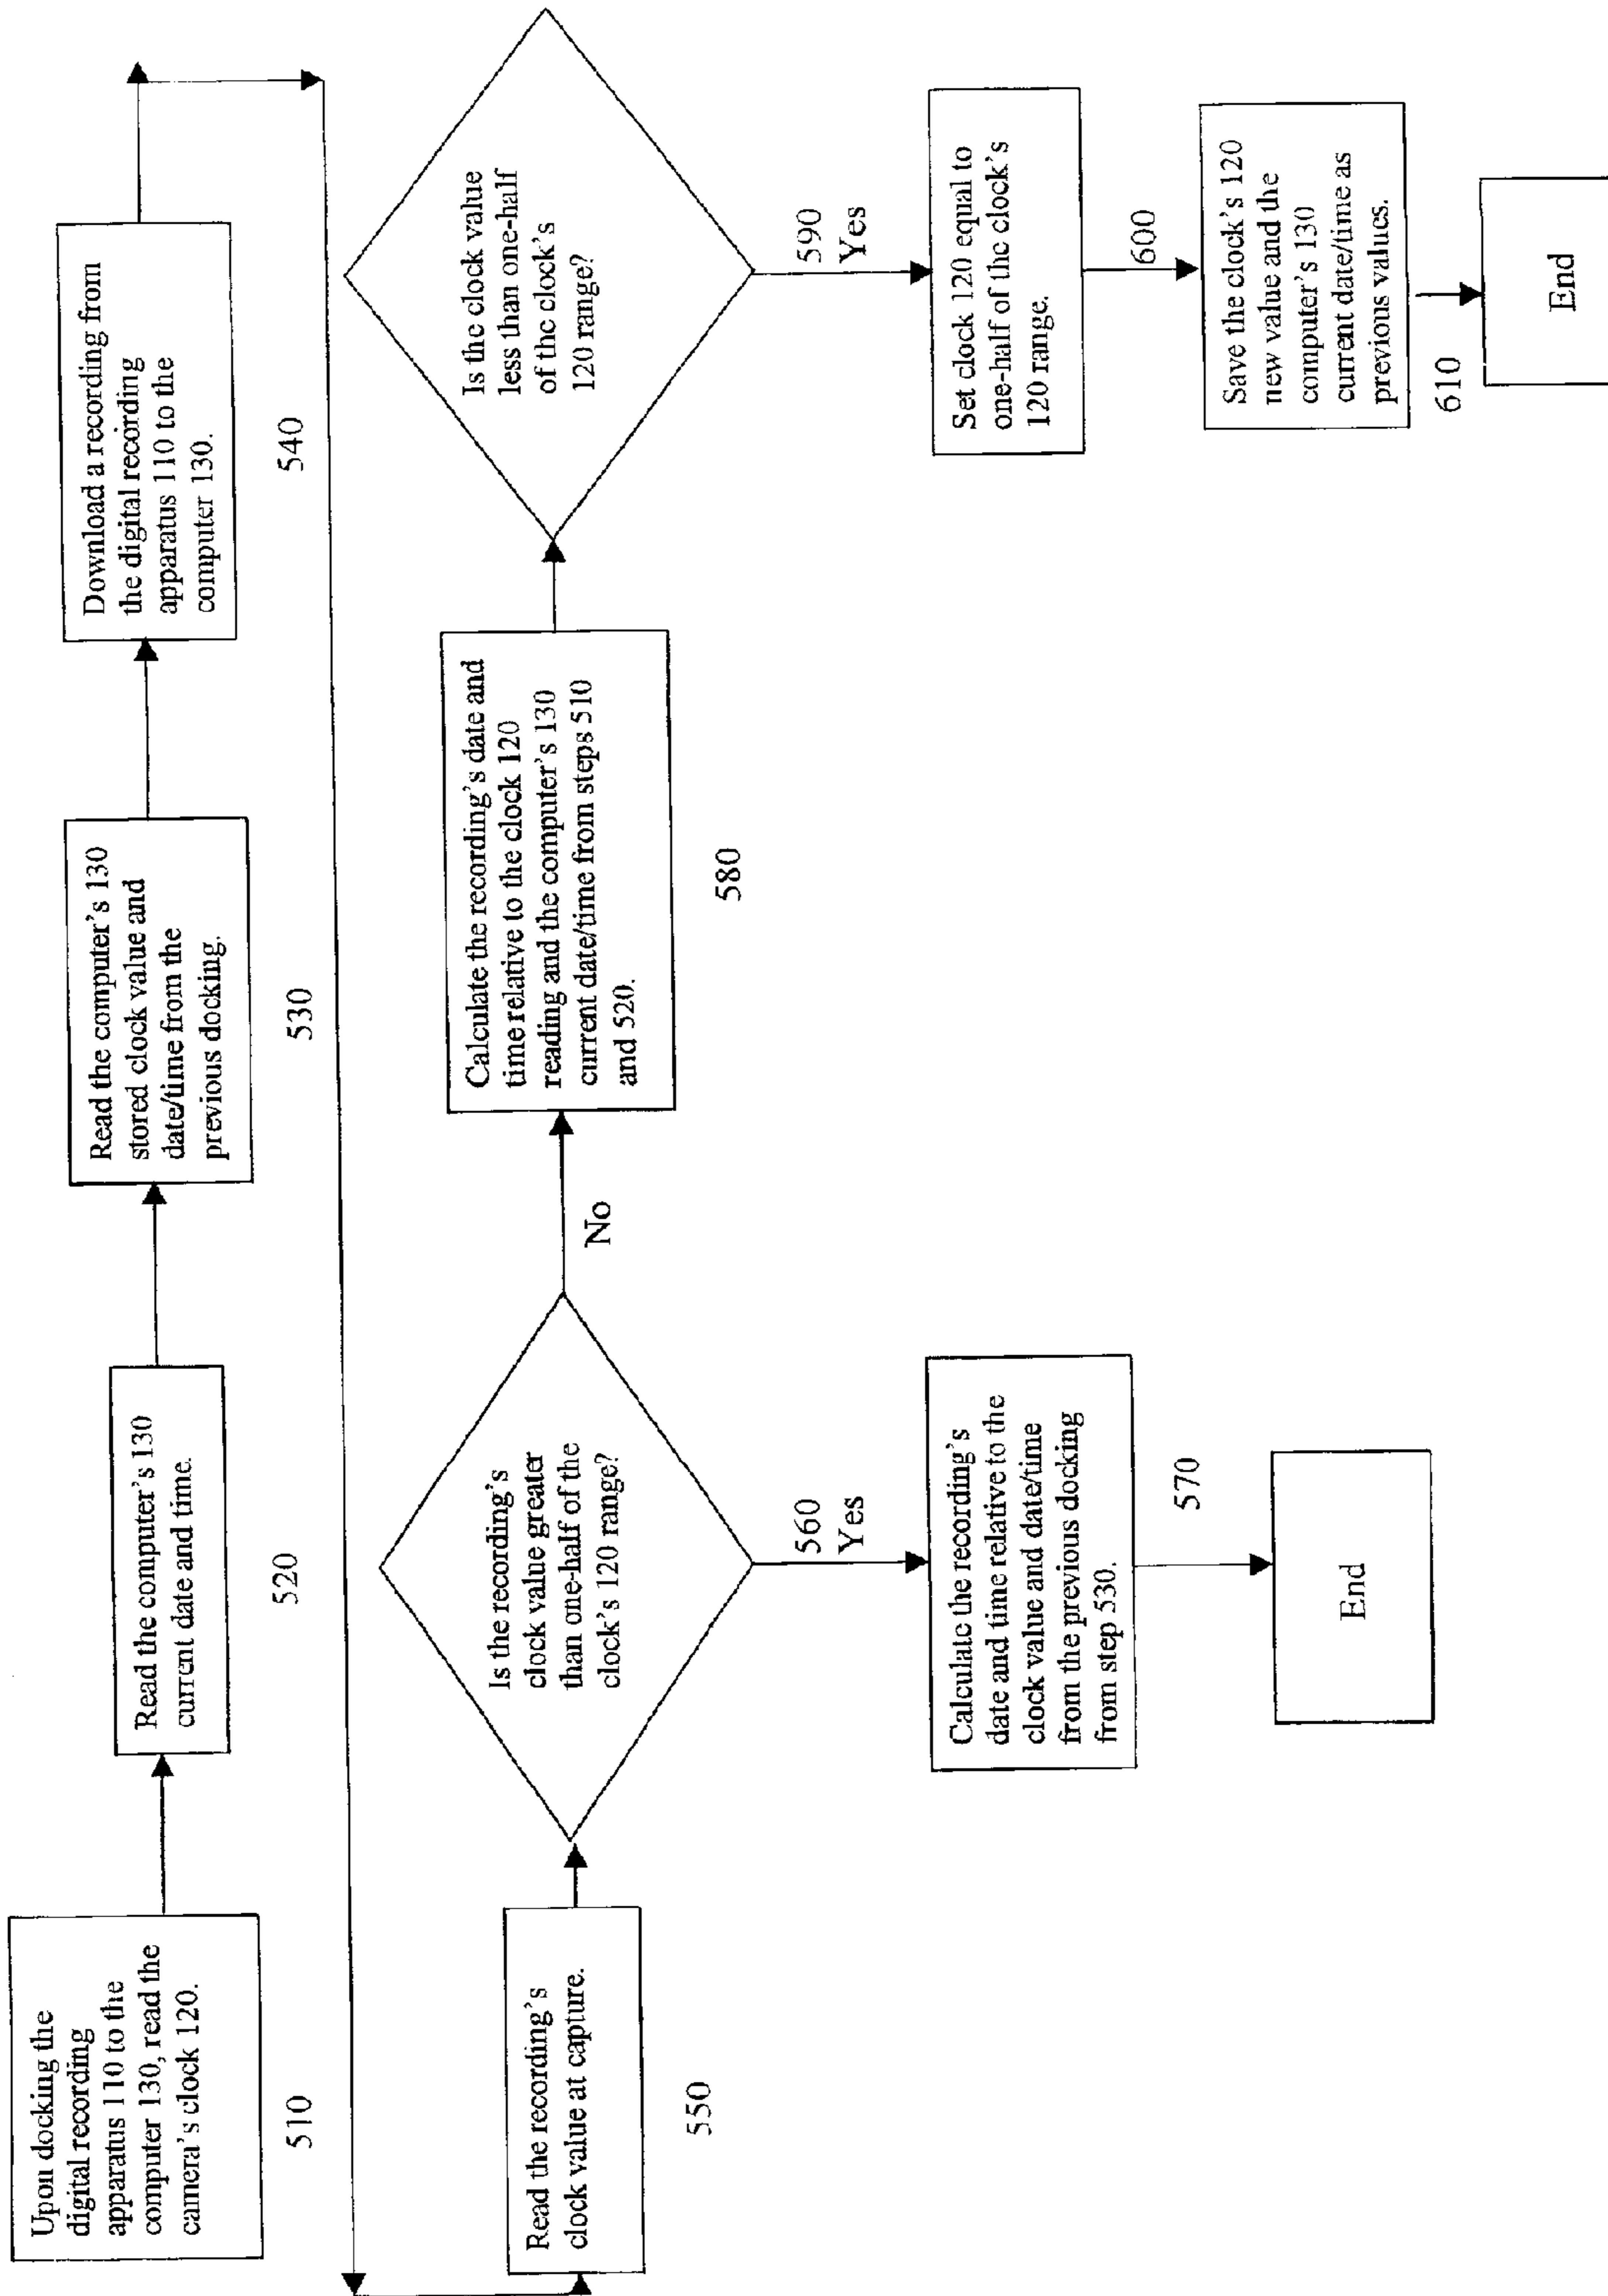 Upon docking the
digital recording
apparatus 110 to the
computer 130, read the
camera's clock 120.
510
Read the computer's 130
current date and time.
520
Read the computer's 130
stored clock value and
date/time from the
previous docking.
530
Download a recording from
the digital recording
apparatus 110 to the
computer 130.
540
Read the recording's
clock value at capture.
550
Is the recording's
clock value greater
than one-half of the
clock's 120 range?
No
560
Yes
Calculate the recording's
date and time relative to the
clock value and date/time
from the previous docking
from step 530.
570
End
Calculate the recording's date and
time relative to the clock 120
reading and the computer's 130
current date/time from steps 510
and 520.
580
Is the clock value
less than one-half
of the clock's
120 range?
590
Yes
Set clock 120 equal to
one-half of the clock's
120 range.
600
Save the clock's 120
new value and the
computer's 130
current date/time as
previous values.
610
End